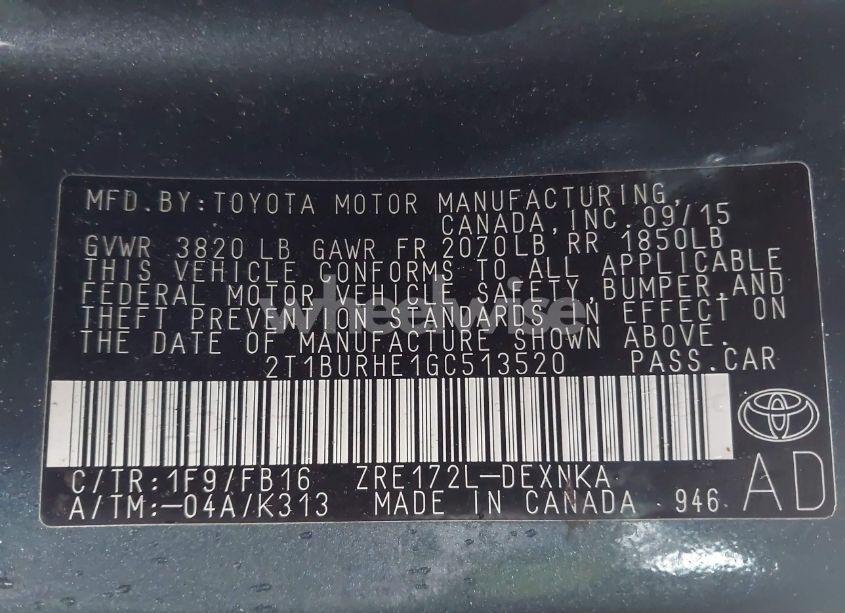 MFD.BY:TOYOTA MOTOR MANUFACTURING,
CANADA,INC. 09/15
GVWR 3820 LB GAWR FR 2070LB RR 1850LB
THIS VEHICLE CONFORMS TO ALL APPLICABLE
FEDERAL MOTOR VEHICLE SAFETY,BUMPER,AND
THEFT PREVENTION STANDARDS IN EFFECT ON
THE DATE OF MANUFACTURE SHOWN ABOVE.
2T1BURHE1GC513520 PASS.CAR
C/TR:1F9/FB16 ZRE172L-DEXNKA
A/TM:-04A/K313 MADE IN CANADA 946
AD
wheelwise